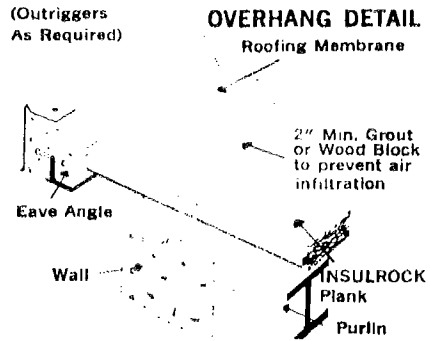 (Outriggers
As Required)
OVERHANG DETAIL
Roofing Membrane
2" Min. Grout
or Wood Block
to prevent air
infiltration
Eave Angle
Wall
INSULROCK
Plank
Purlin